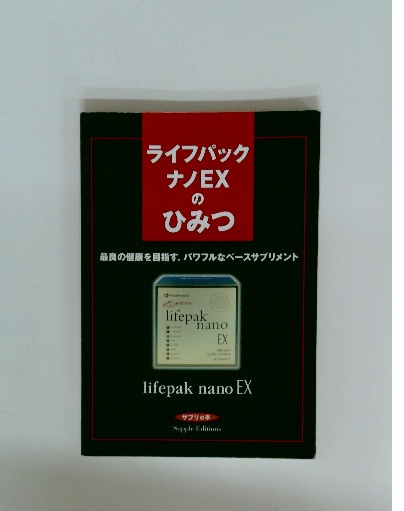 ライフパック
ナノEX
の
ひみつ
最良の健康を目指す、パワフルなベースサプリメント
lifepak
nano
EX
lifepak nano EX
サプリの本
Supple Editions